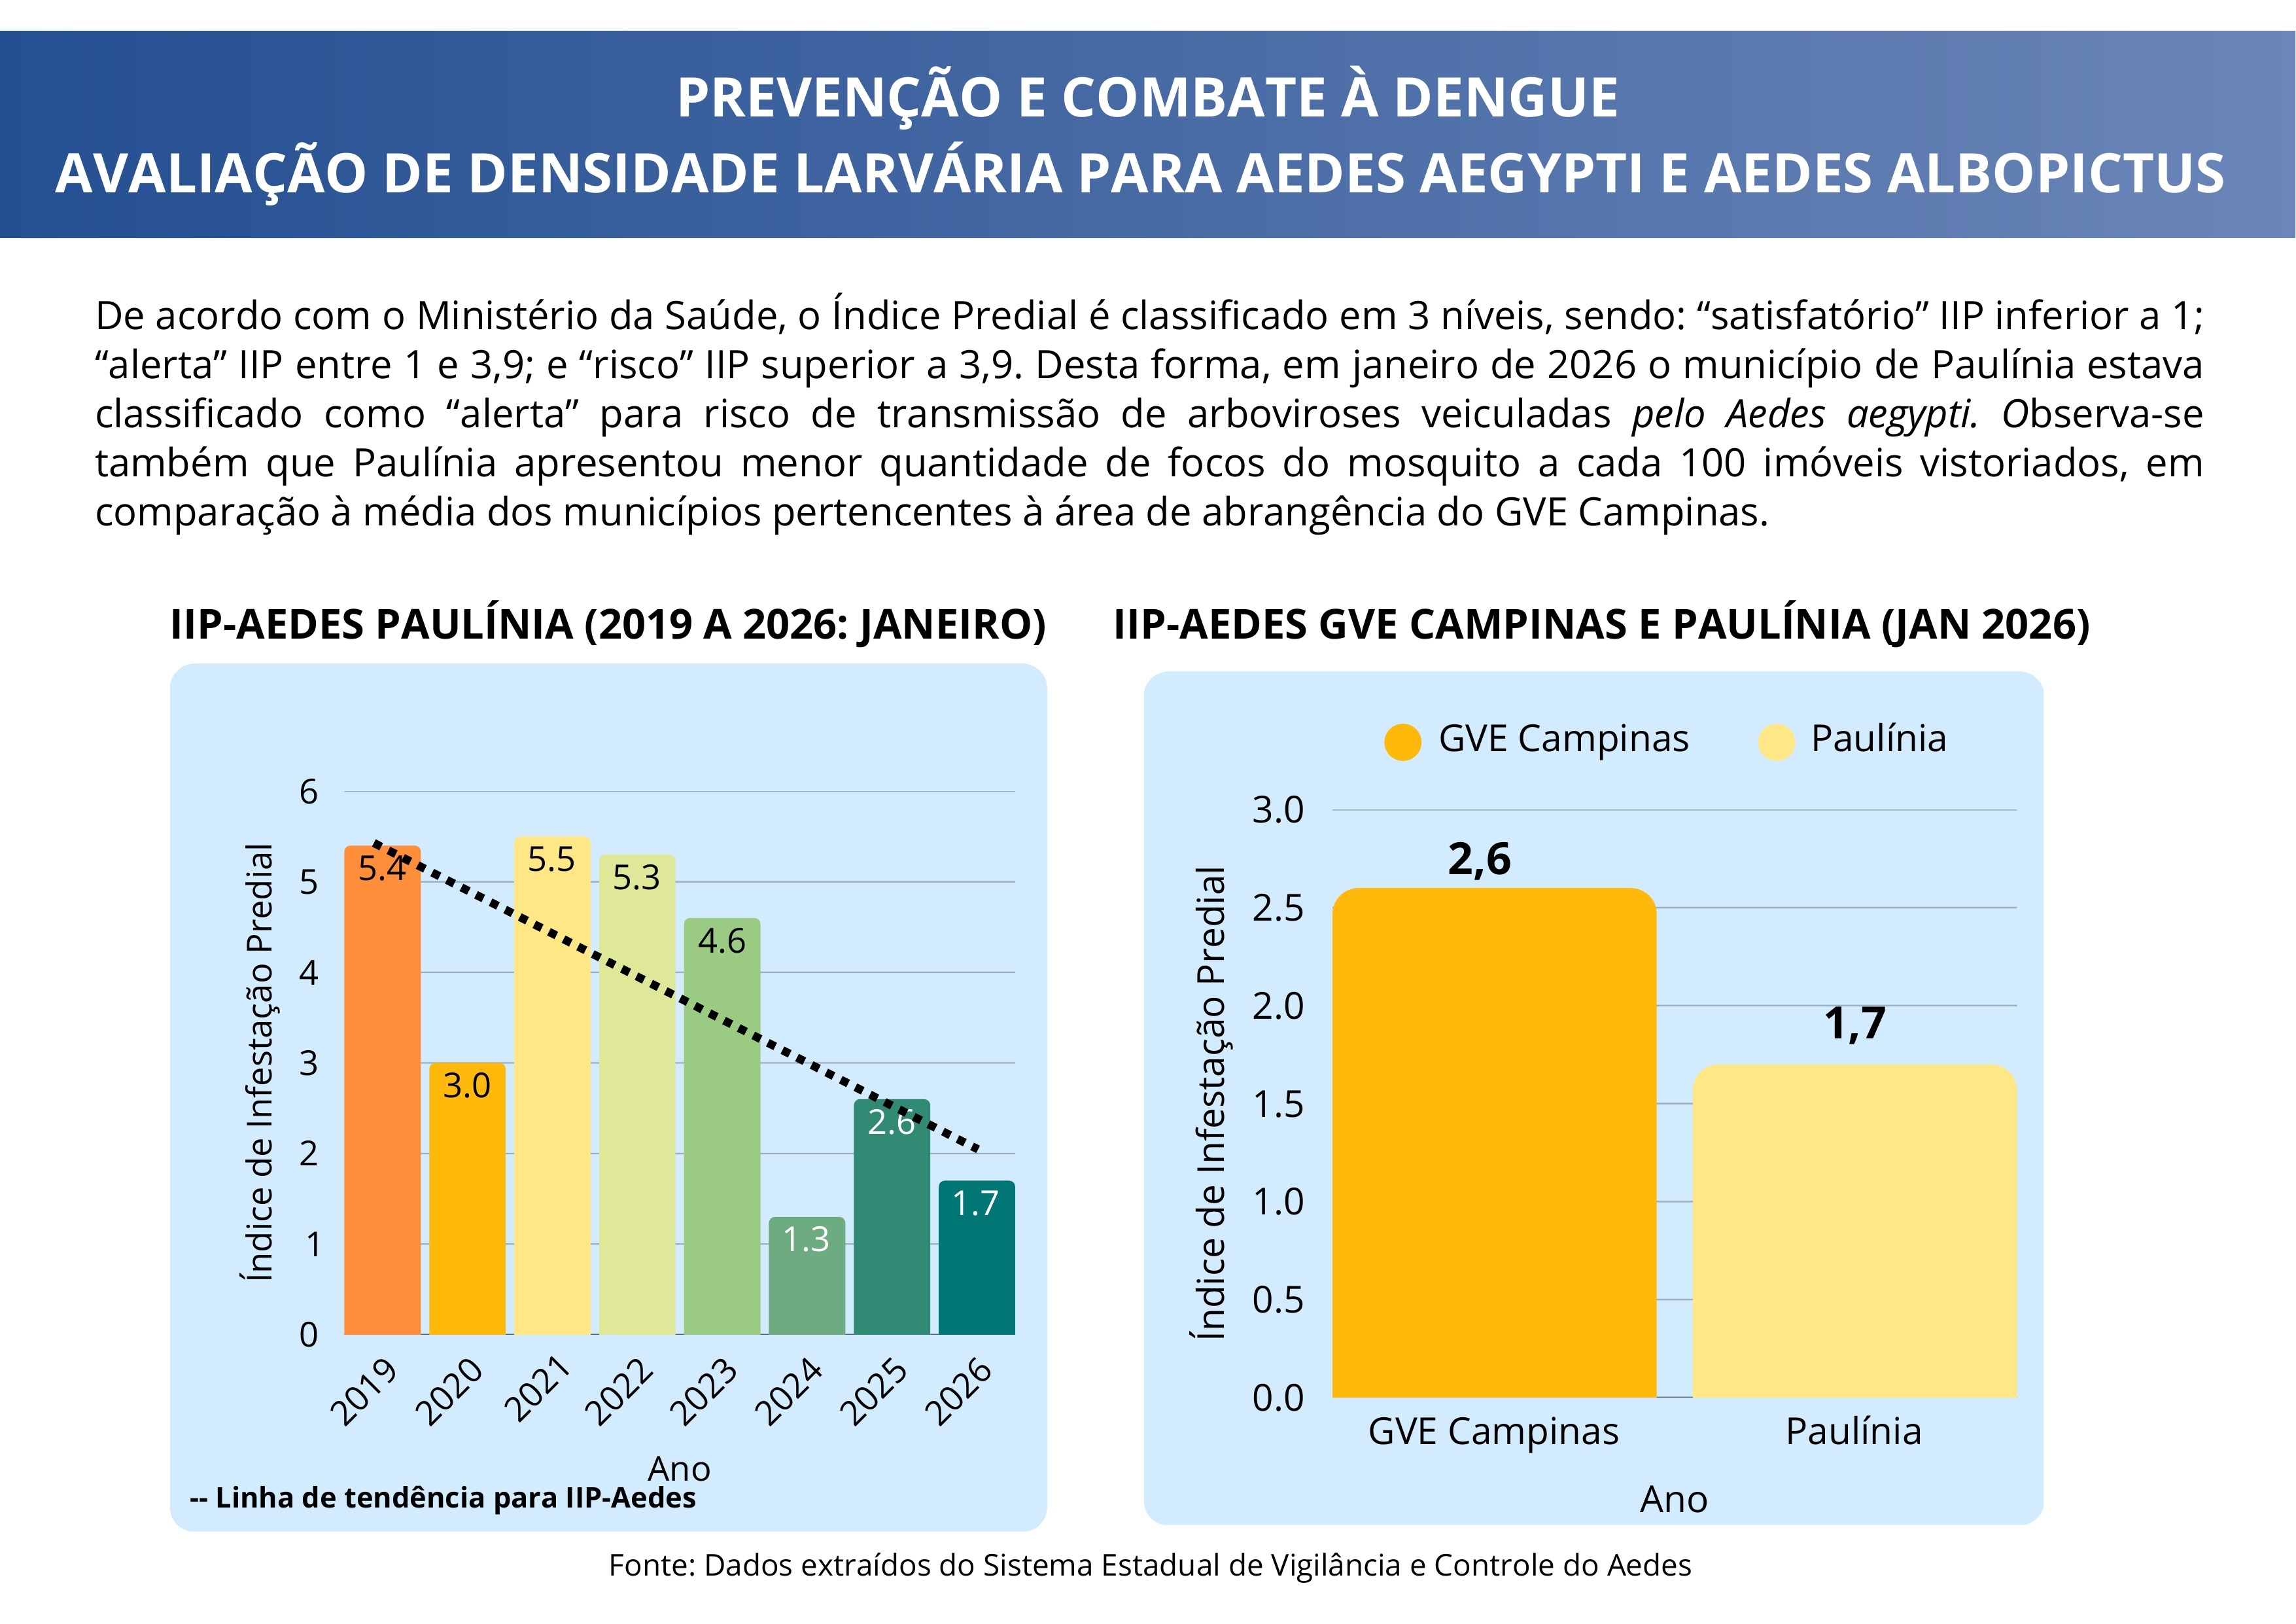 PREVENÇÃO E COMBATE À DENGUE
AVALIAÇÃO DE DENSIDADE LARVÁRIA PARA AEDES AEGYPTI E AEDES ALBOPICTUS
De acordo com o Ministério da Saúde, o Índice Predial é classificado em 3 níveis, sendo: “satisfatório” IIP inferior a 1;
“alerta” IIP entre 1 e 3,9; e “risco” IIP superior a 3,9. Desta forma, em janeiro de 2026 o município de Paulínia estava
classificado como “alerta” para risco de transmissão de arboviroses veiculadas pelo Aedes aegypti. Observa-se
também que Paulínia apresentou menor quantidade de focos do mosquito a cada 100 imóveis vistoriados, em
comparação à média dos municípios pertencentes à área de abrangência do GVE Campinas.
IIP-AEDES PAULÍNIA (2019 A 2026: JANEIRO)
Índice de Infestação Predial
6
5
4
3
2
1
0
5.4
3.0
5.5
5.3
4.6
1.3
2.6
1.7
2019
2020
2021
2022
2023
2024
2025
2026
Ano
-- Linha de tendência para IIP-Aedes
IIP-AEDES GVE CAMPINAS E PAULÍNIA (JAN 2026)
GVE Campinas
Paulínia
Índice de Infestação Predial
3.0
2.5
2.0
1.5
1.0
0.5
0.0
2,6
1,7
GVE Campinas
Paulínia
Ano
Fonte: Dados extraídos do Sistema Estadual de Vigilância e Controle do Aedes